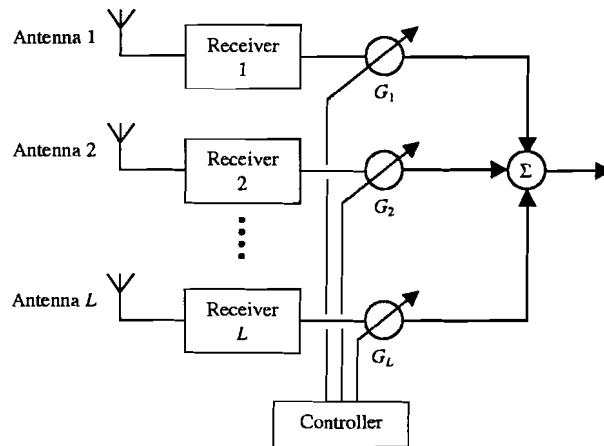 Antenna 1
Receiver
1
G1
Antenna 2
Receiver
2
G2
Σ
Antenna L
Receiver
L
GL
Controller